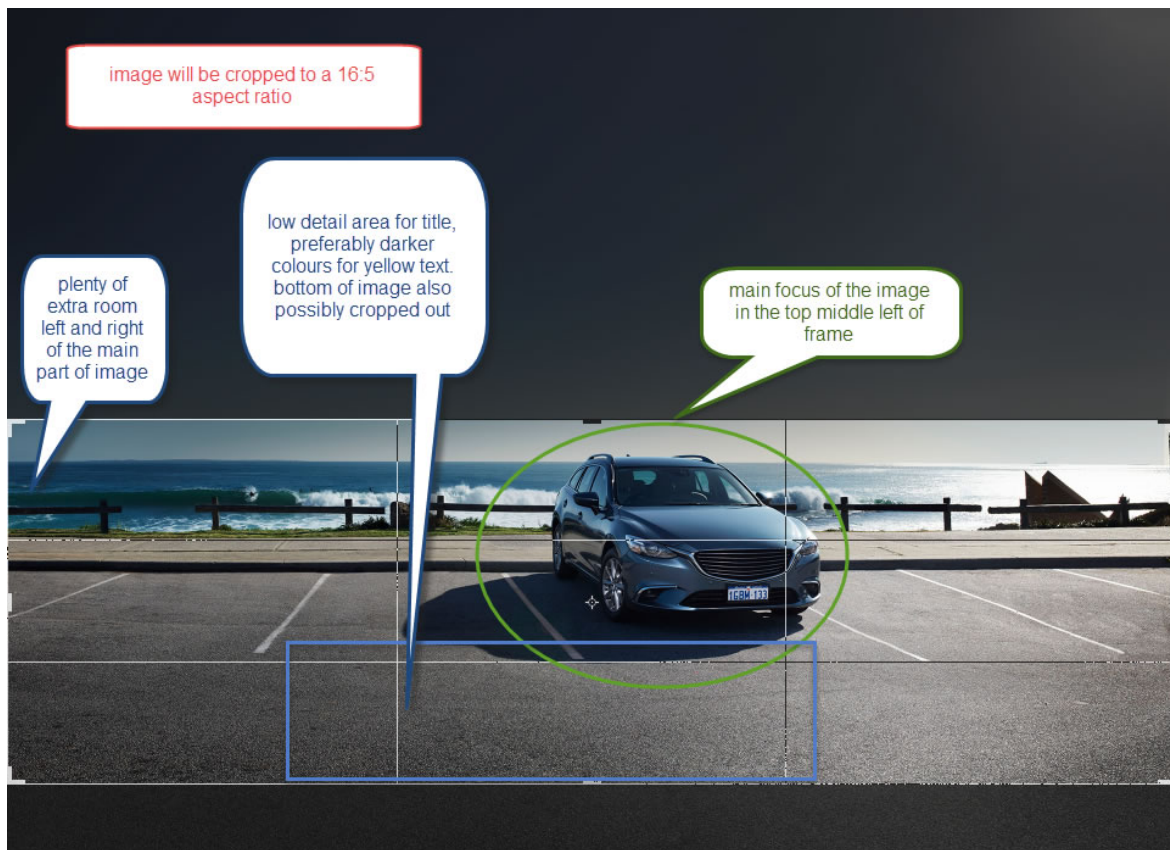 image will be cropped to a 16:5
aspect ratio
low detail area for title,
preferably darker
colours for yellow text.
bottom of image also
possibly cropped out
plenty of
extra room
left and right
of the main
part of image
main focus of the image
in the top middle left of
frame
1GBM·133